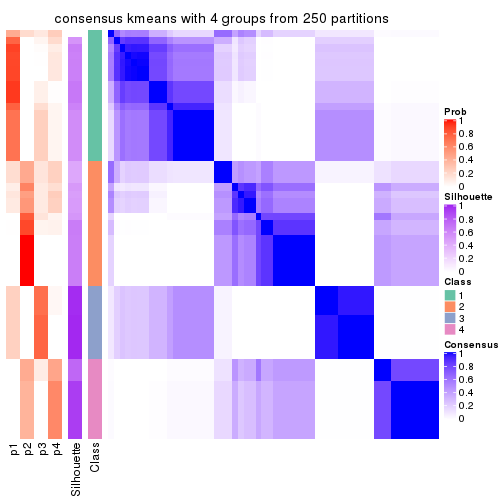 consensus kmeans with 4 groups from 250 partitions
Prob
1
0.8
0.6
0.4
0.2
0
Silhouette
1
0.8
0.6
0.4
0.2
0
Class
1
2
3
4
Consensus
1
0.8
0.6
0.4
0.2
0
p1
p2
p3
p4
Silhouette
Class